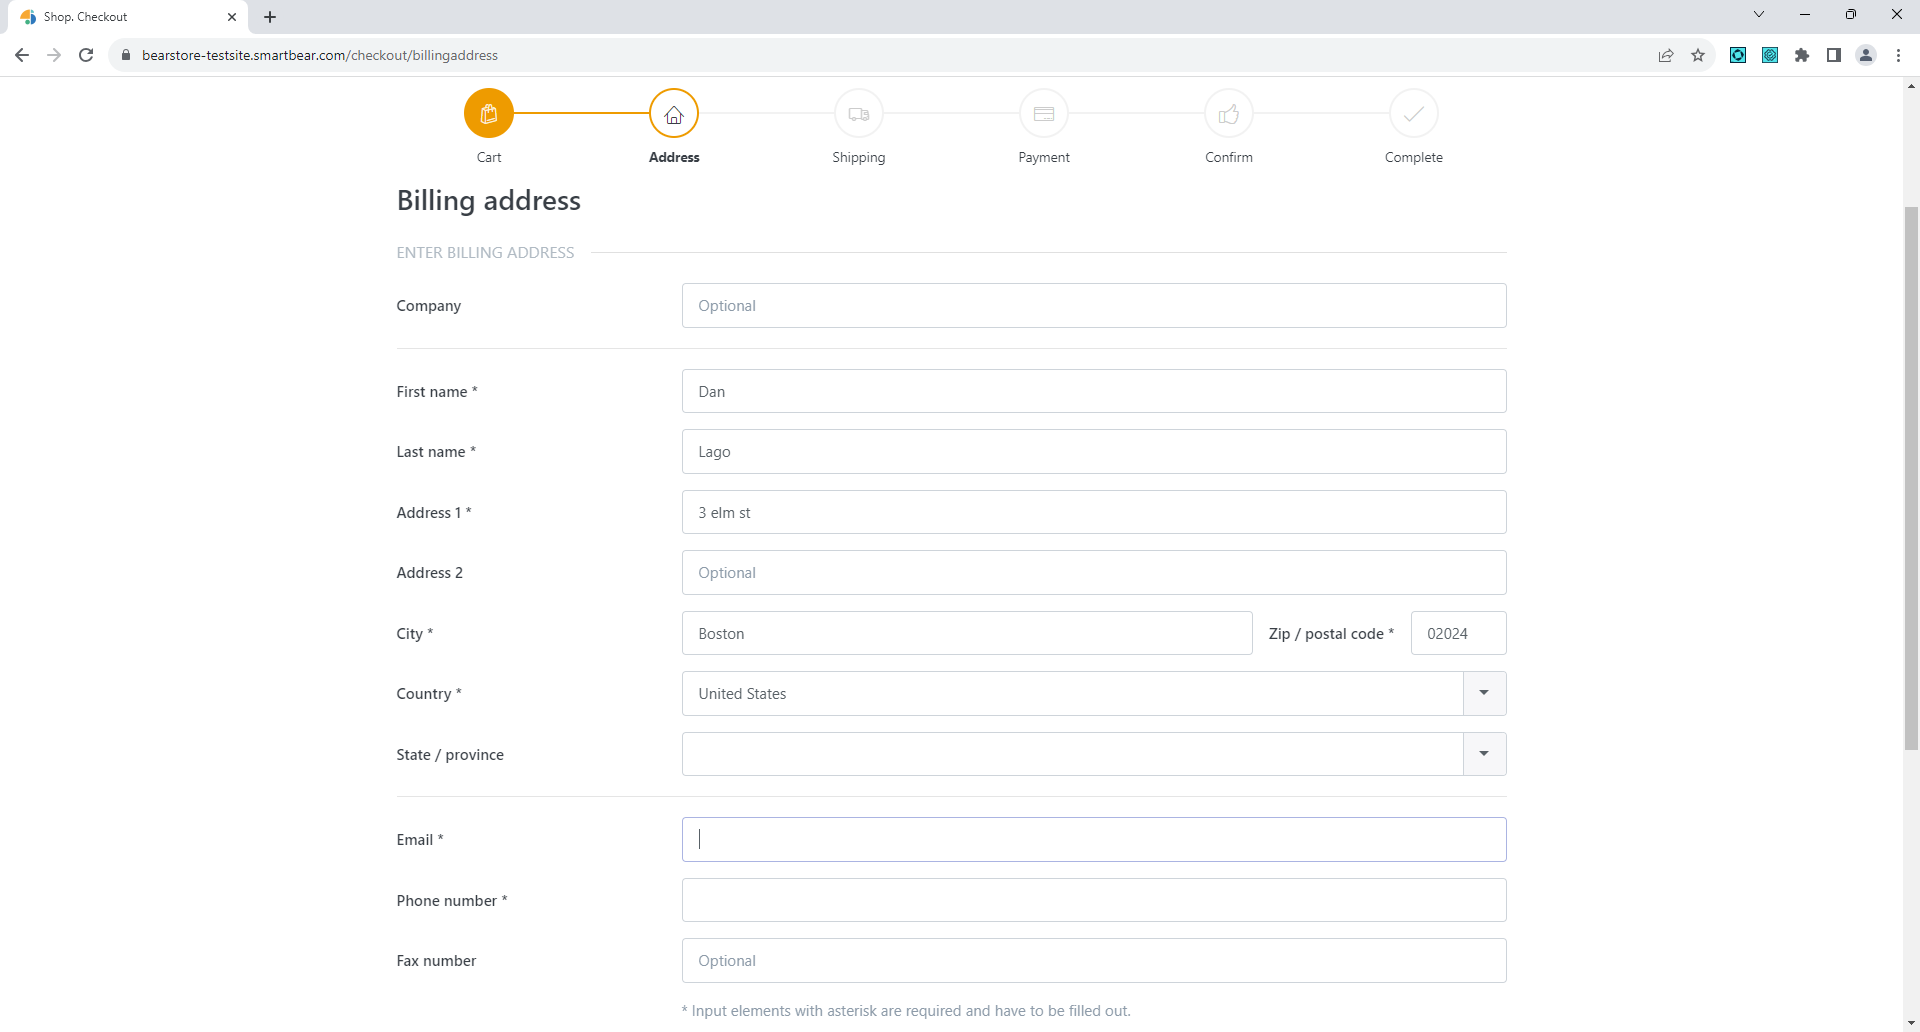 Shop. Checkout
bearstore-testsite.smartbear.com/checkout/billingaddress
Cart Address Shipping Payment Confirm Complete
Billing address
ENTER BILLING ADDRESS
Company Optional
First name * Dan
Last name * Lago
Address 1 * 3 elm st
Address 2 Optional
City * Boston Zip / postal code * 02024
Country * United States
State / province
Email *
Phone number *
Fax number Optional
* Input elements with asterisk are required and have to be filled out.